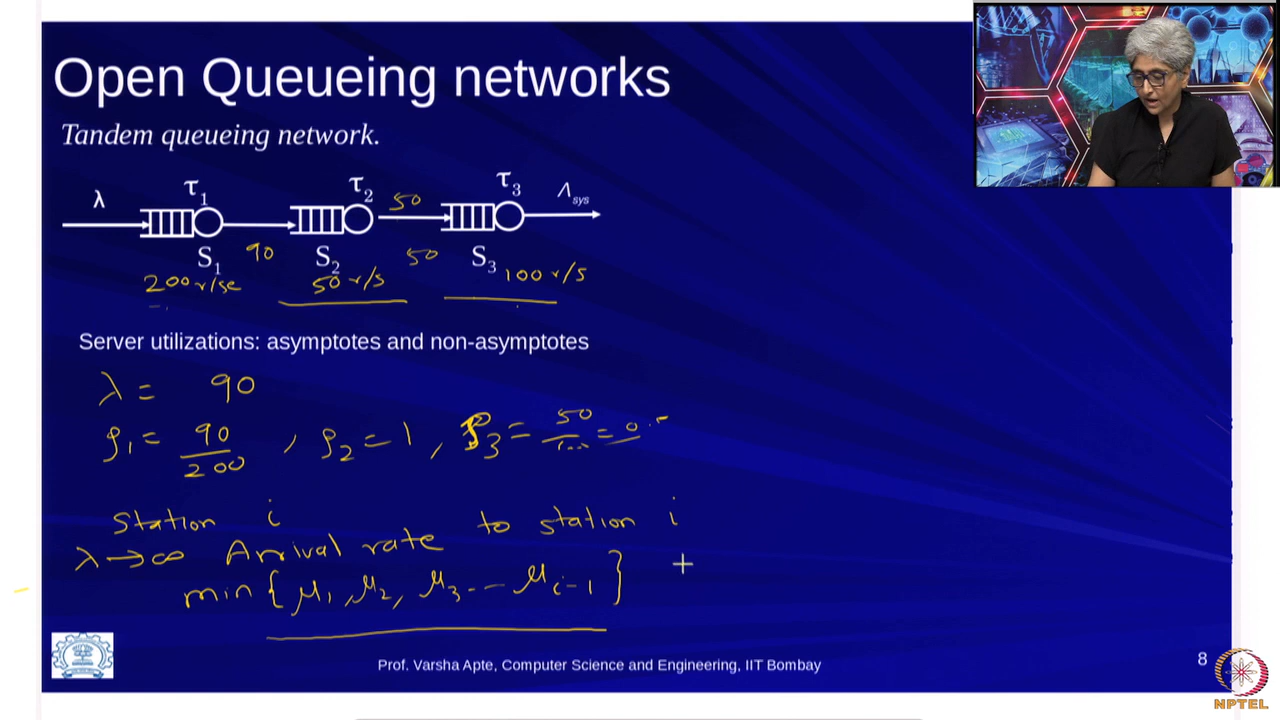 Open Queueing networks
Tandem queueing network.
λ τ1 τ2 50 τ3 Λsys
S1 90 S2 50 S3
200 r/se 50 r/s 100 r/s
Server utilizations: asymptotes and non-asymptotes
λ = 90
ρ1 = 90/200 , ρ2 = 1 , ρ3 = 50/100 = 0.5
Station i
λ → ∞ Arrival rate to station i
min { μ1, μ2, μ3 --- μi-1 }
Prof. Varsha Apte, Computer Science and Engineering, IIT Bombay
8
NPTEL